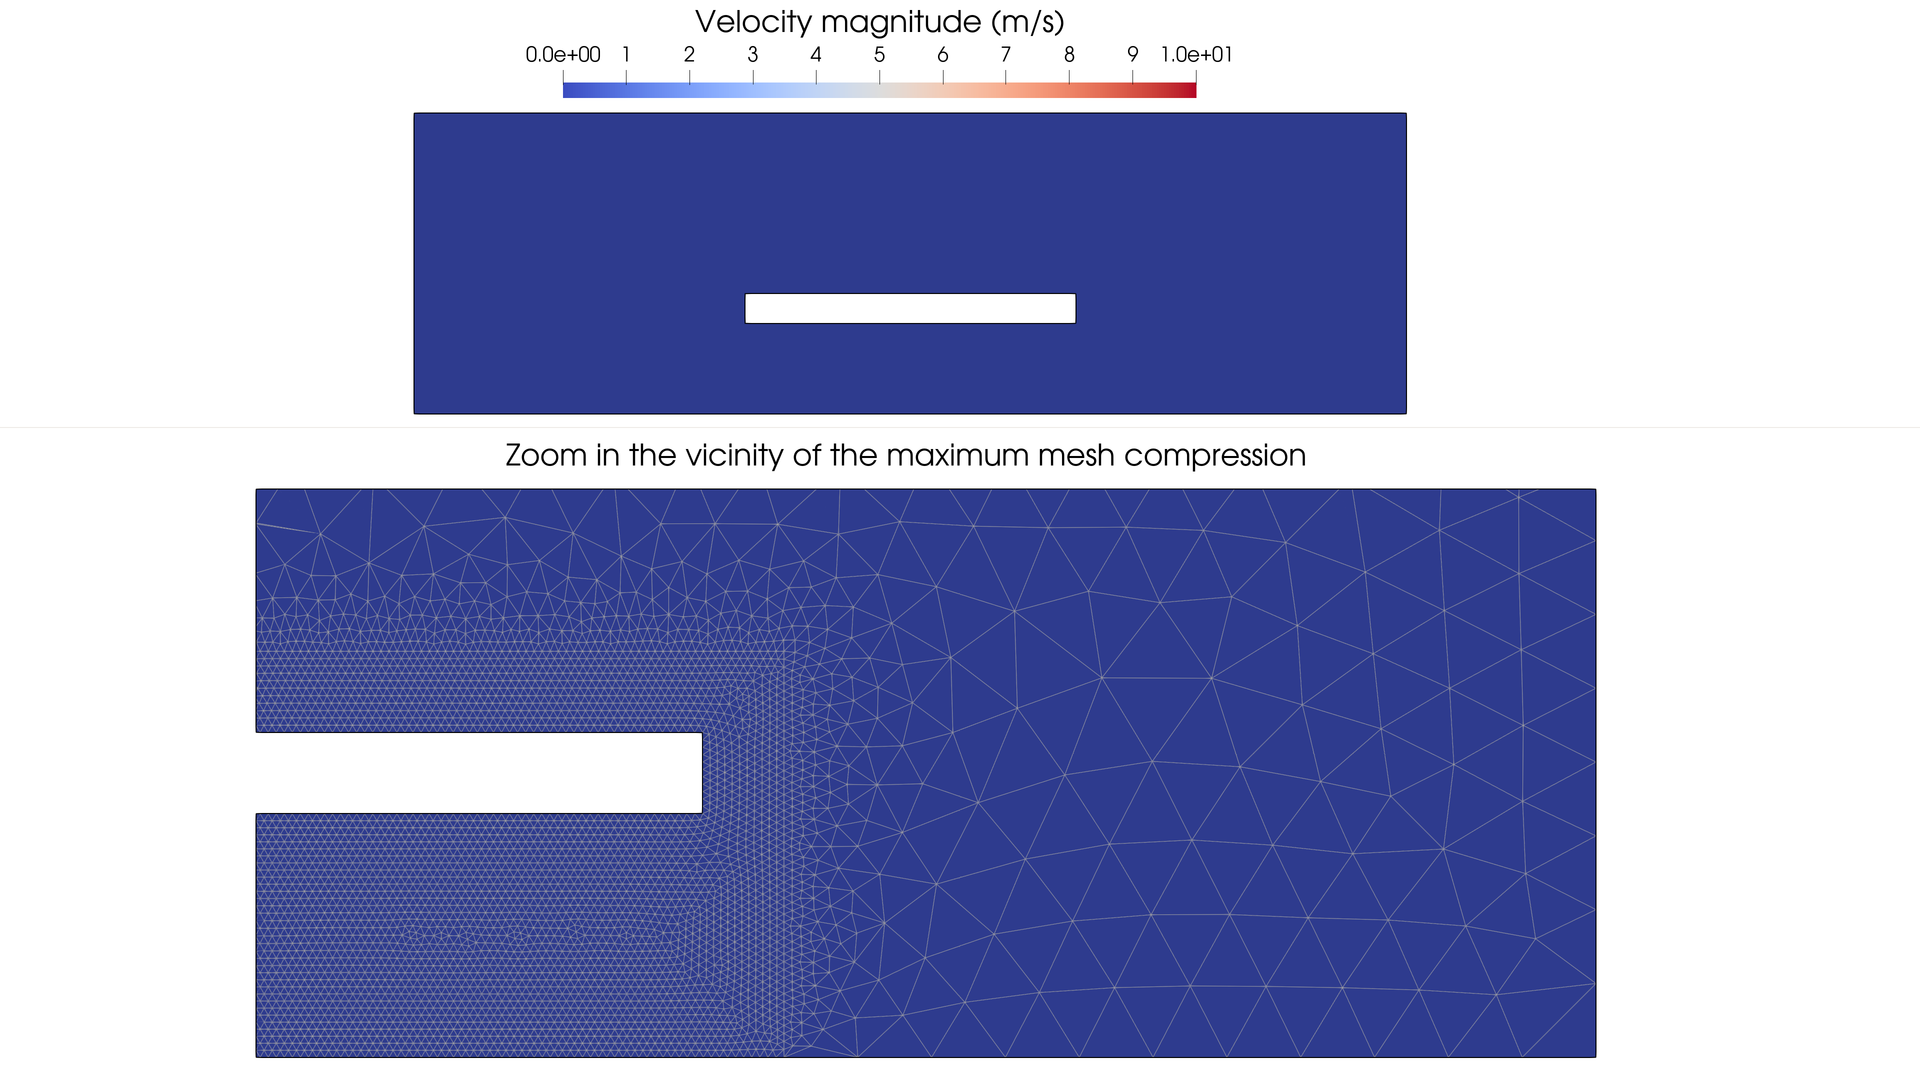 Velocity magnitude (m/s)
0.0e+00 1 2 3 4 5 6 7 8 9 1.0e+01
Zoom in the vicinity of the maximum mesh compression